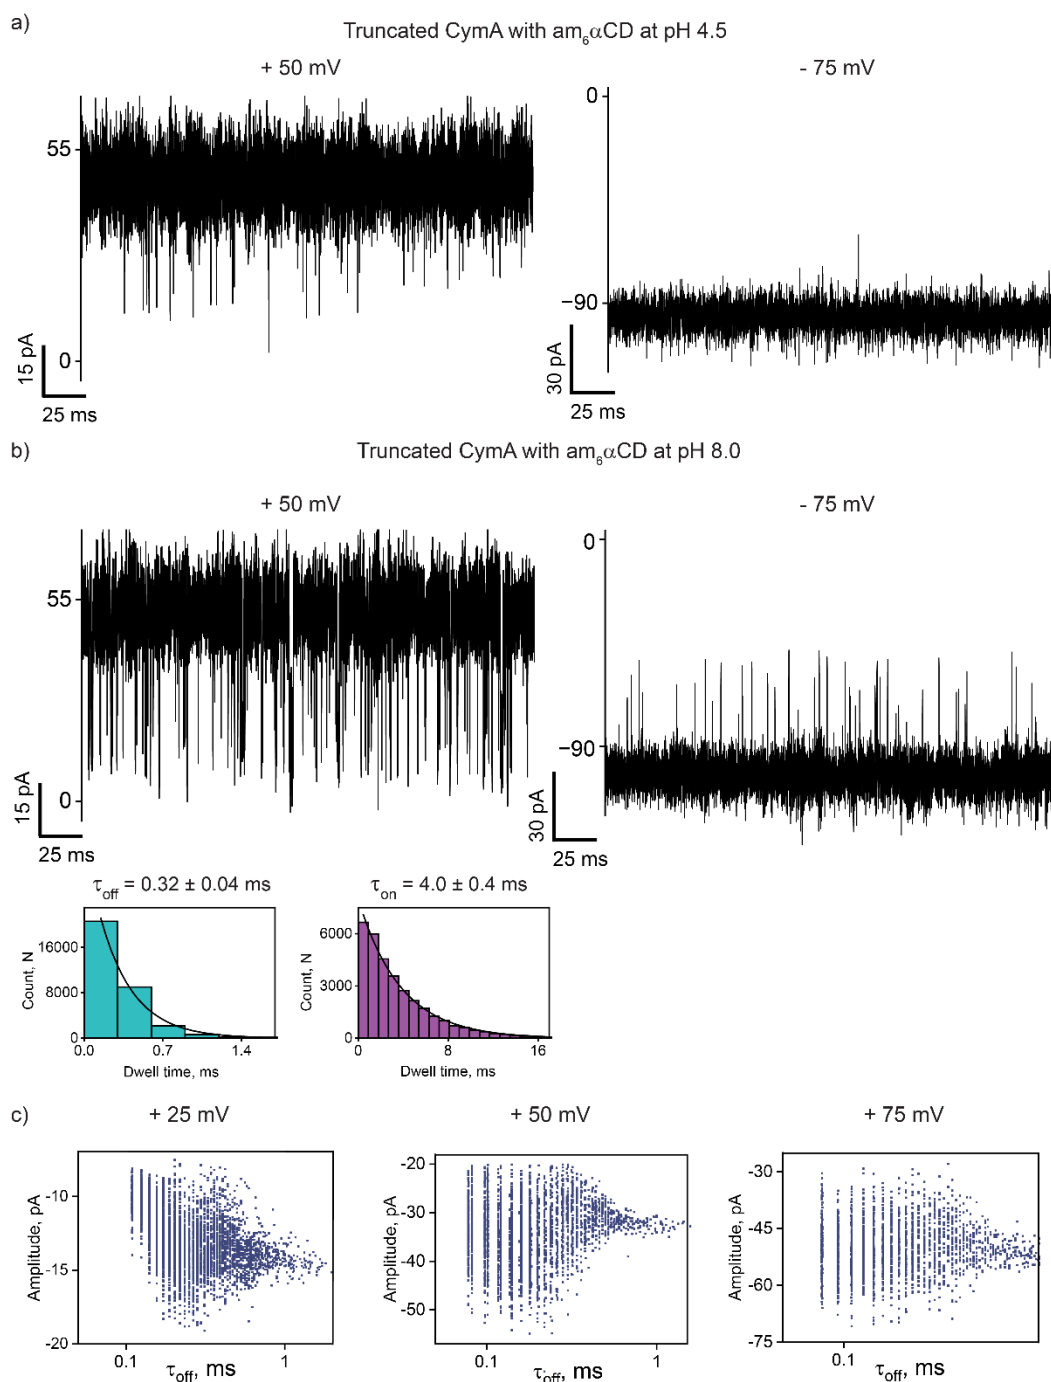 a)
Truncated CymA with am₆αCD at pH 4.5
+ 50 mV
- 75 mV
55
0
15 pA
25 ms
0
−90
30 pA
25 ms
b)
Truncated CymA with am₆αCD at pH 8.0
+ 50 mV
- 75 mV
55
0
15 pA
25 ms
0
−90
30 pA
25 ms
τoff = 0.32 ± 0.04 ms
16000
8000
0
Count, N
0.0 0.7 1.4
Dwell time, ms
τon = 4.0 ± 0.4 ms
6000
3000
0
Count, N
0 8 16
Dwell time, ms
c)
+ 25 mV
-10
-15
-20
Amplitude, pA
0.1 1
τoff, ms
+ 50 mV
-20
-30
-40
-50
Amplitude, pA
0.1 1
τoff, ms
+ 75 mV
-30
-45
-60
-75
Amplitude, pA
0.1
τoff, ms